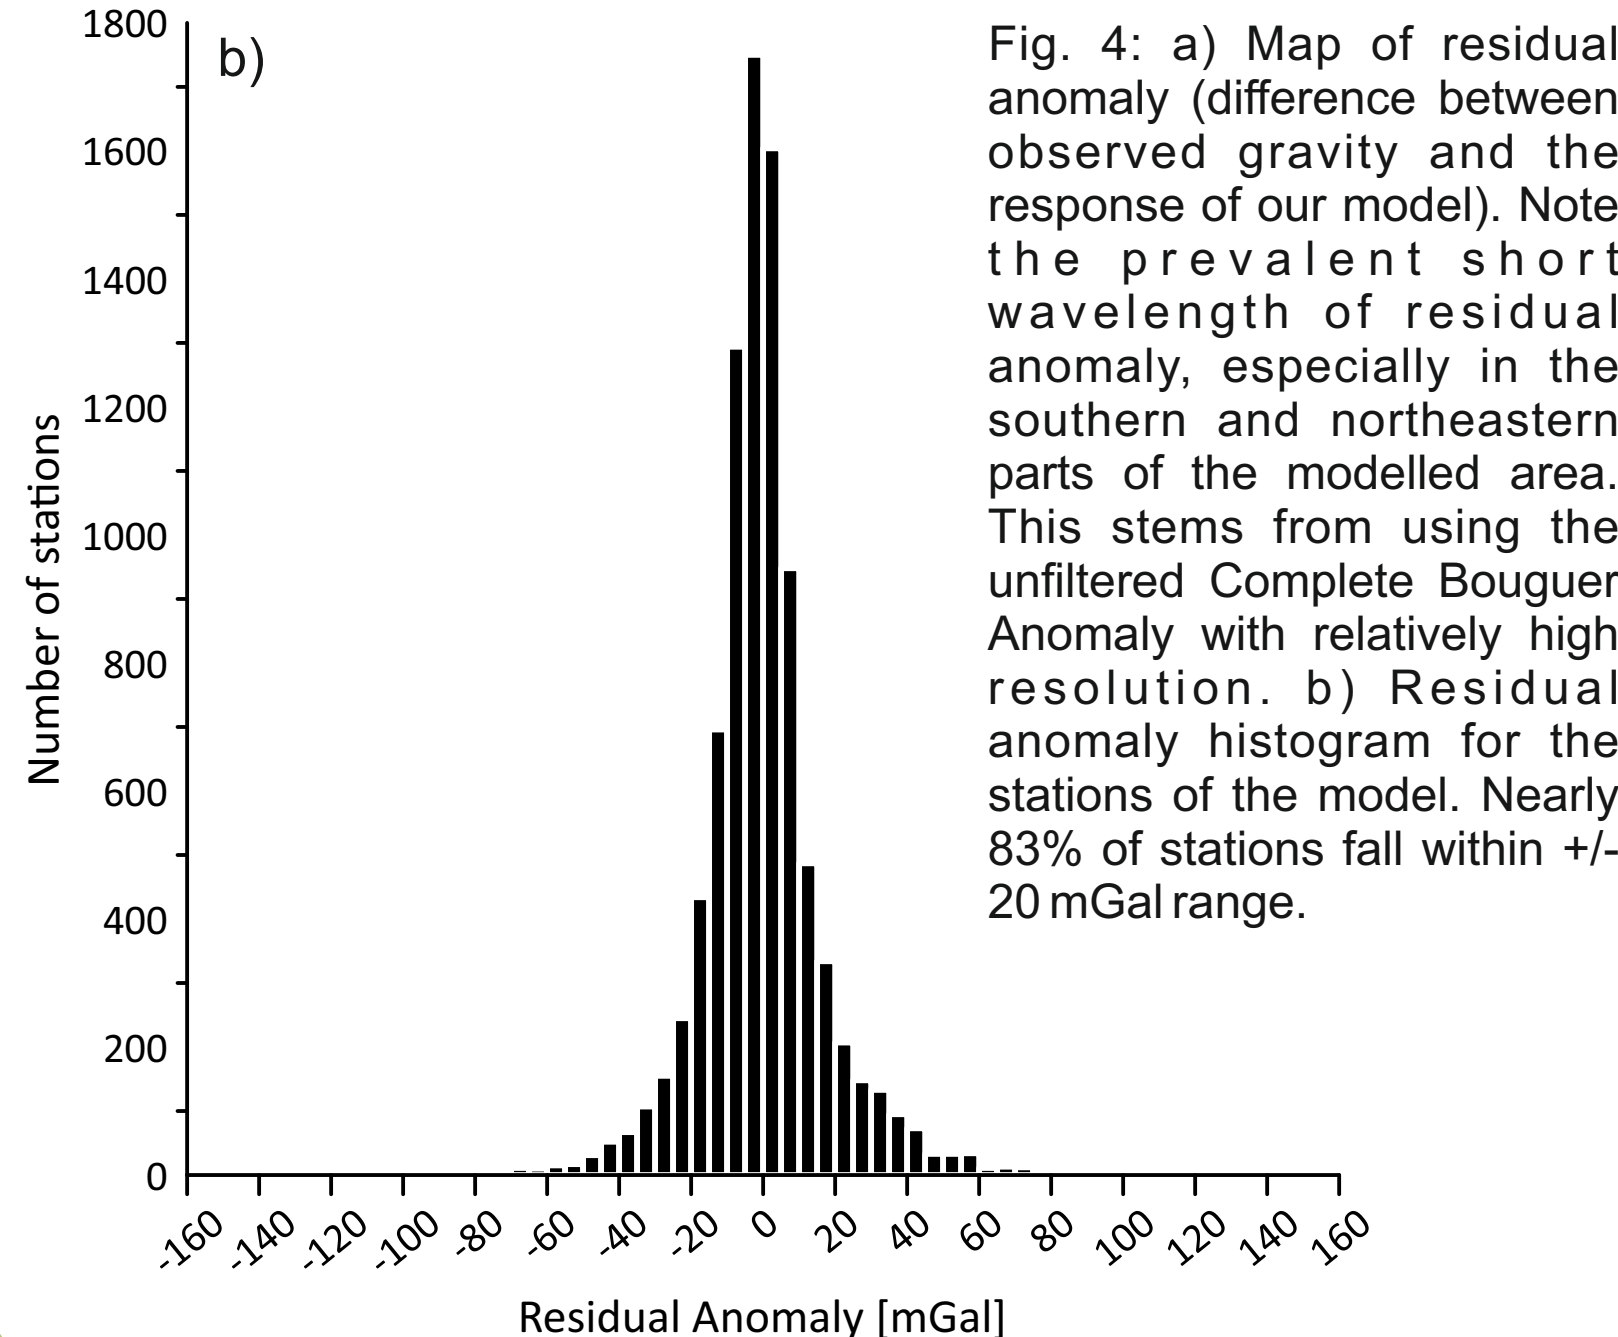 b)
1800
1600
1400
1200
1000
800
600
400
200
0
Number of stations
-160
-140
-120
-100
-80
-60
-40
-20
0
20
40
60
80
100
120
140
160
Residual Anomaly [mGal]
Fig. 4: a) Map of residual
anomaly (difference between
observed gravity and the
response of our model). Note
the prevalent short
wavelength of residual
anomaly, especially in the
southern and northeastern
parts of the modelled area.
This stems from using the
unfiltered Complete Bouguer
Anomaly with relatively high
resolution. b) Residual
anomaly histogram for the
stations of the model. Nearly
83% of stations fall within +/-
20 mGal range.